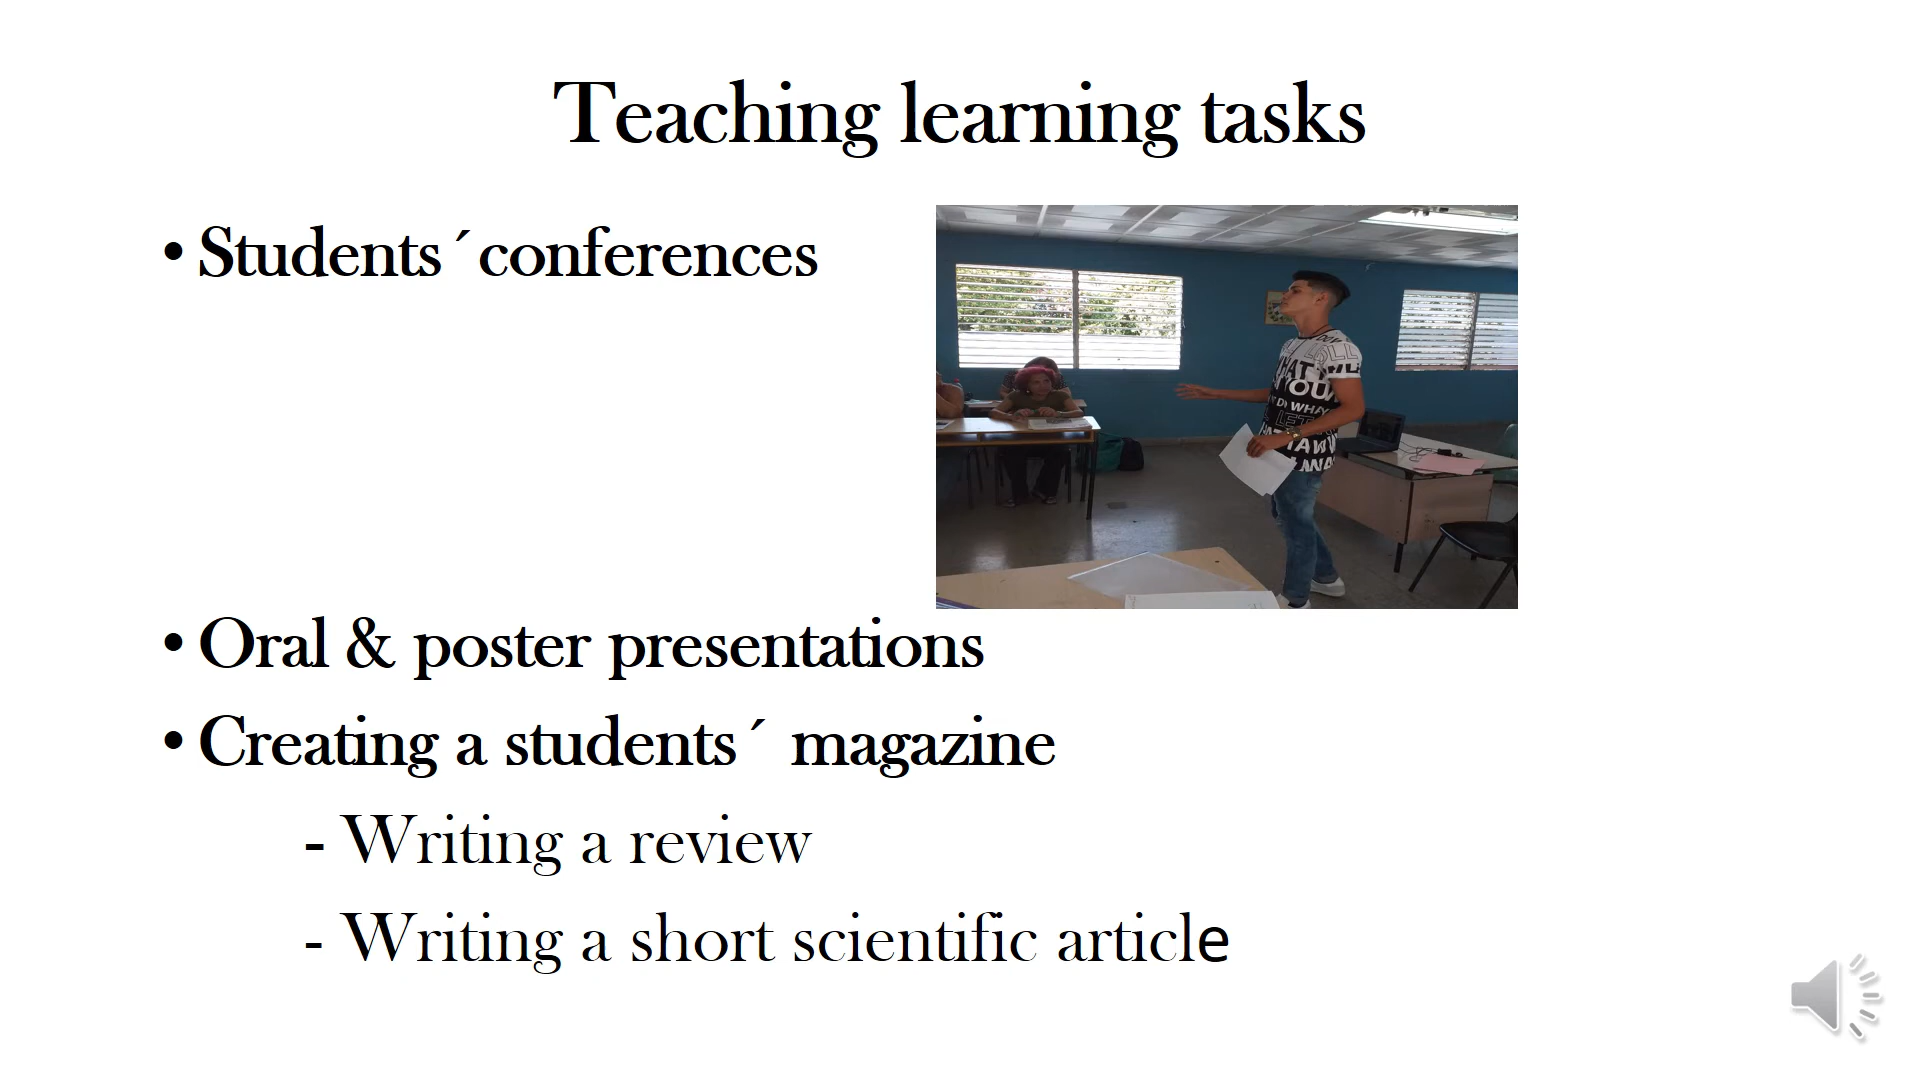 Teaching learning tasks
• Students´conferences
• Oral & poster presentations
• Creating a students´ magazine
- Writing a review
- Writing a short scientific article